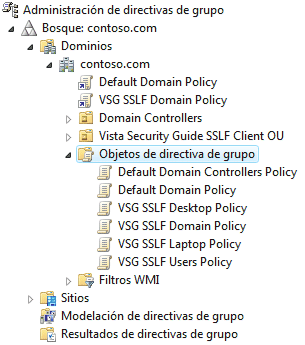 Administración de directivas de grupo
Bosque: contoso.com
Dominios
contoso.com
Default Domain Policy
VSG SSLF Domain Policy
Domain Controllers
Vista Security Guide SSLF Client OU
Objetos de directiva de grupo
Default Domain Controllers Policy
Default Domain Policy
VSG SSLF Desktop Policy
VSG SSLF Domain Policy
VSG SSLF Laptop Policy
VSG SSLF Users Policy
Filtros WMI
Sitios
Modelación de directivas de grupo
Resultados de directivas de grupo